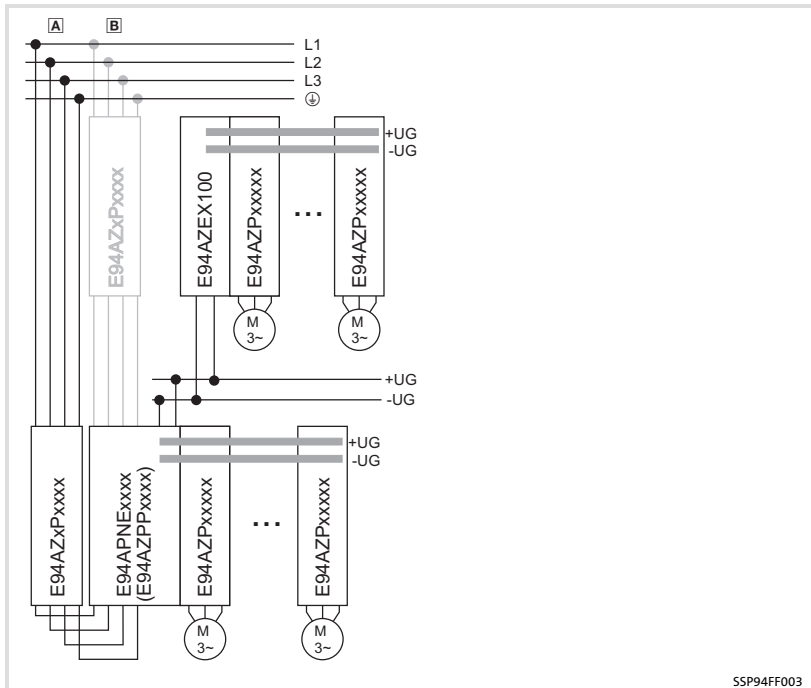 A B
L1
L2
L3
+UG
-UG
E94AZxPxxxx
E94AZEX100
E94AZPxxxxx
...
E94AZPxxxxx
M
3~
M
3~
+UG
-UG
+UG
-UG
E94AZxPxxxx
E94APNExxxx
(E94AZPPxxxx)
E94AZPxxxxx
...
E94AZPxxxxx
M
3~
M
3~
SSP94FF003